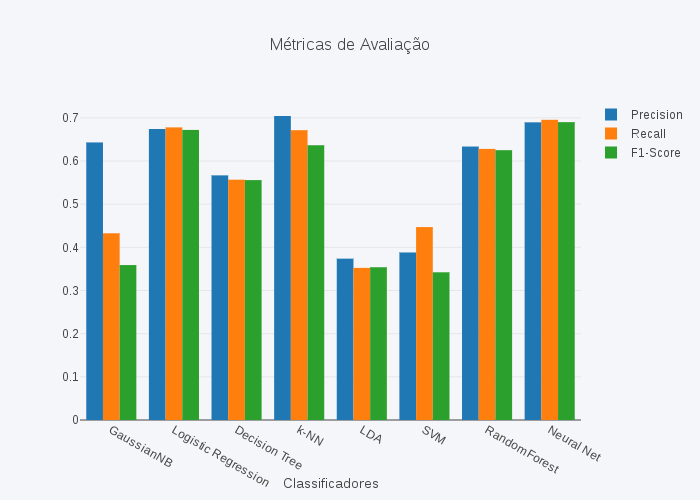 Métricas de Avaliação
Precision
Recall
F1-Score
0.7
0.6
0.5
0.4
0.3
0.2
0.1
0
GaussianNB
Logistic Regression
Decision Tree
k-NN
LDA
SVM
RandomForest
Neural Net
Classificadores